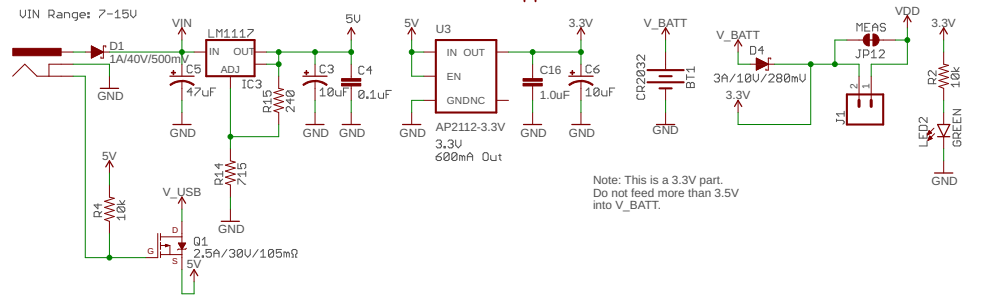 VIN Range: 7-15V
D1
1A/40V/500mV
GND
VIN
C5
47uF
GND
LM1117
IN OUT
ADJ
IC3
R15
240
R14
715
GND
C3
10uF
GND
5V
C4
0.1uF
GND
5V
R4
10k
V_USB
D
G
S
Q1
2.5A/30V/105mΩ
5V
5V
U3
IN OUT
EN
GNDNC
GND
AP2112-3.3V
3.3V
600mA Out
C16
1.0uF
GND
3.3V
C6
10uF
GND
V_BATT
CR2032
BT1
GND
Note: This is a 3.3V part.
Do not feed more than 3.5V
into V_BATT.
V_BATT
D4
3A/10V/280mV
3.3V
MEAS
JP12
VDD
2
1
J1
3.3V
R2
10k
LED2
GREEN
GND